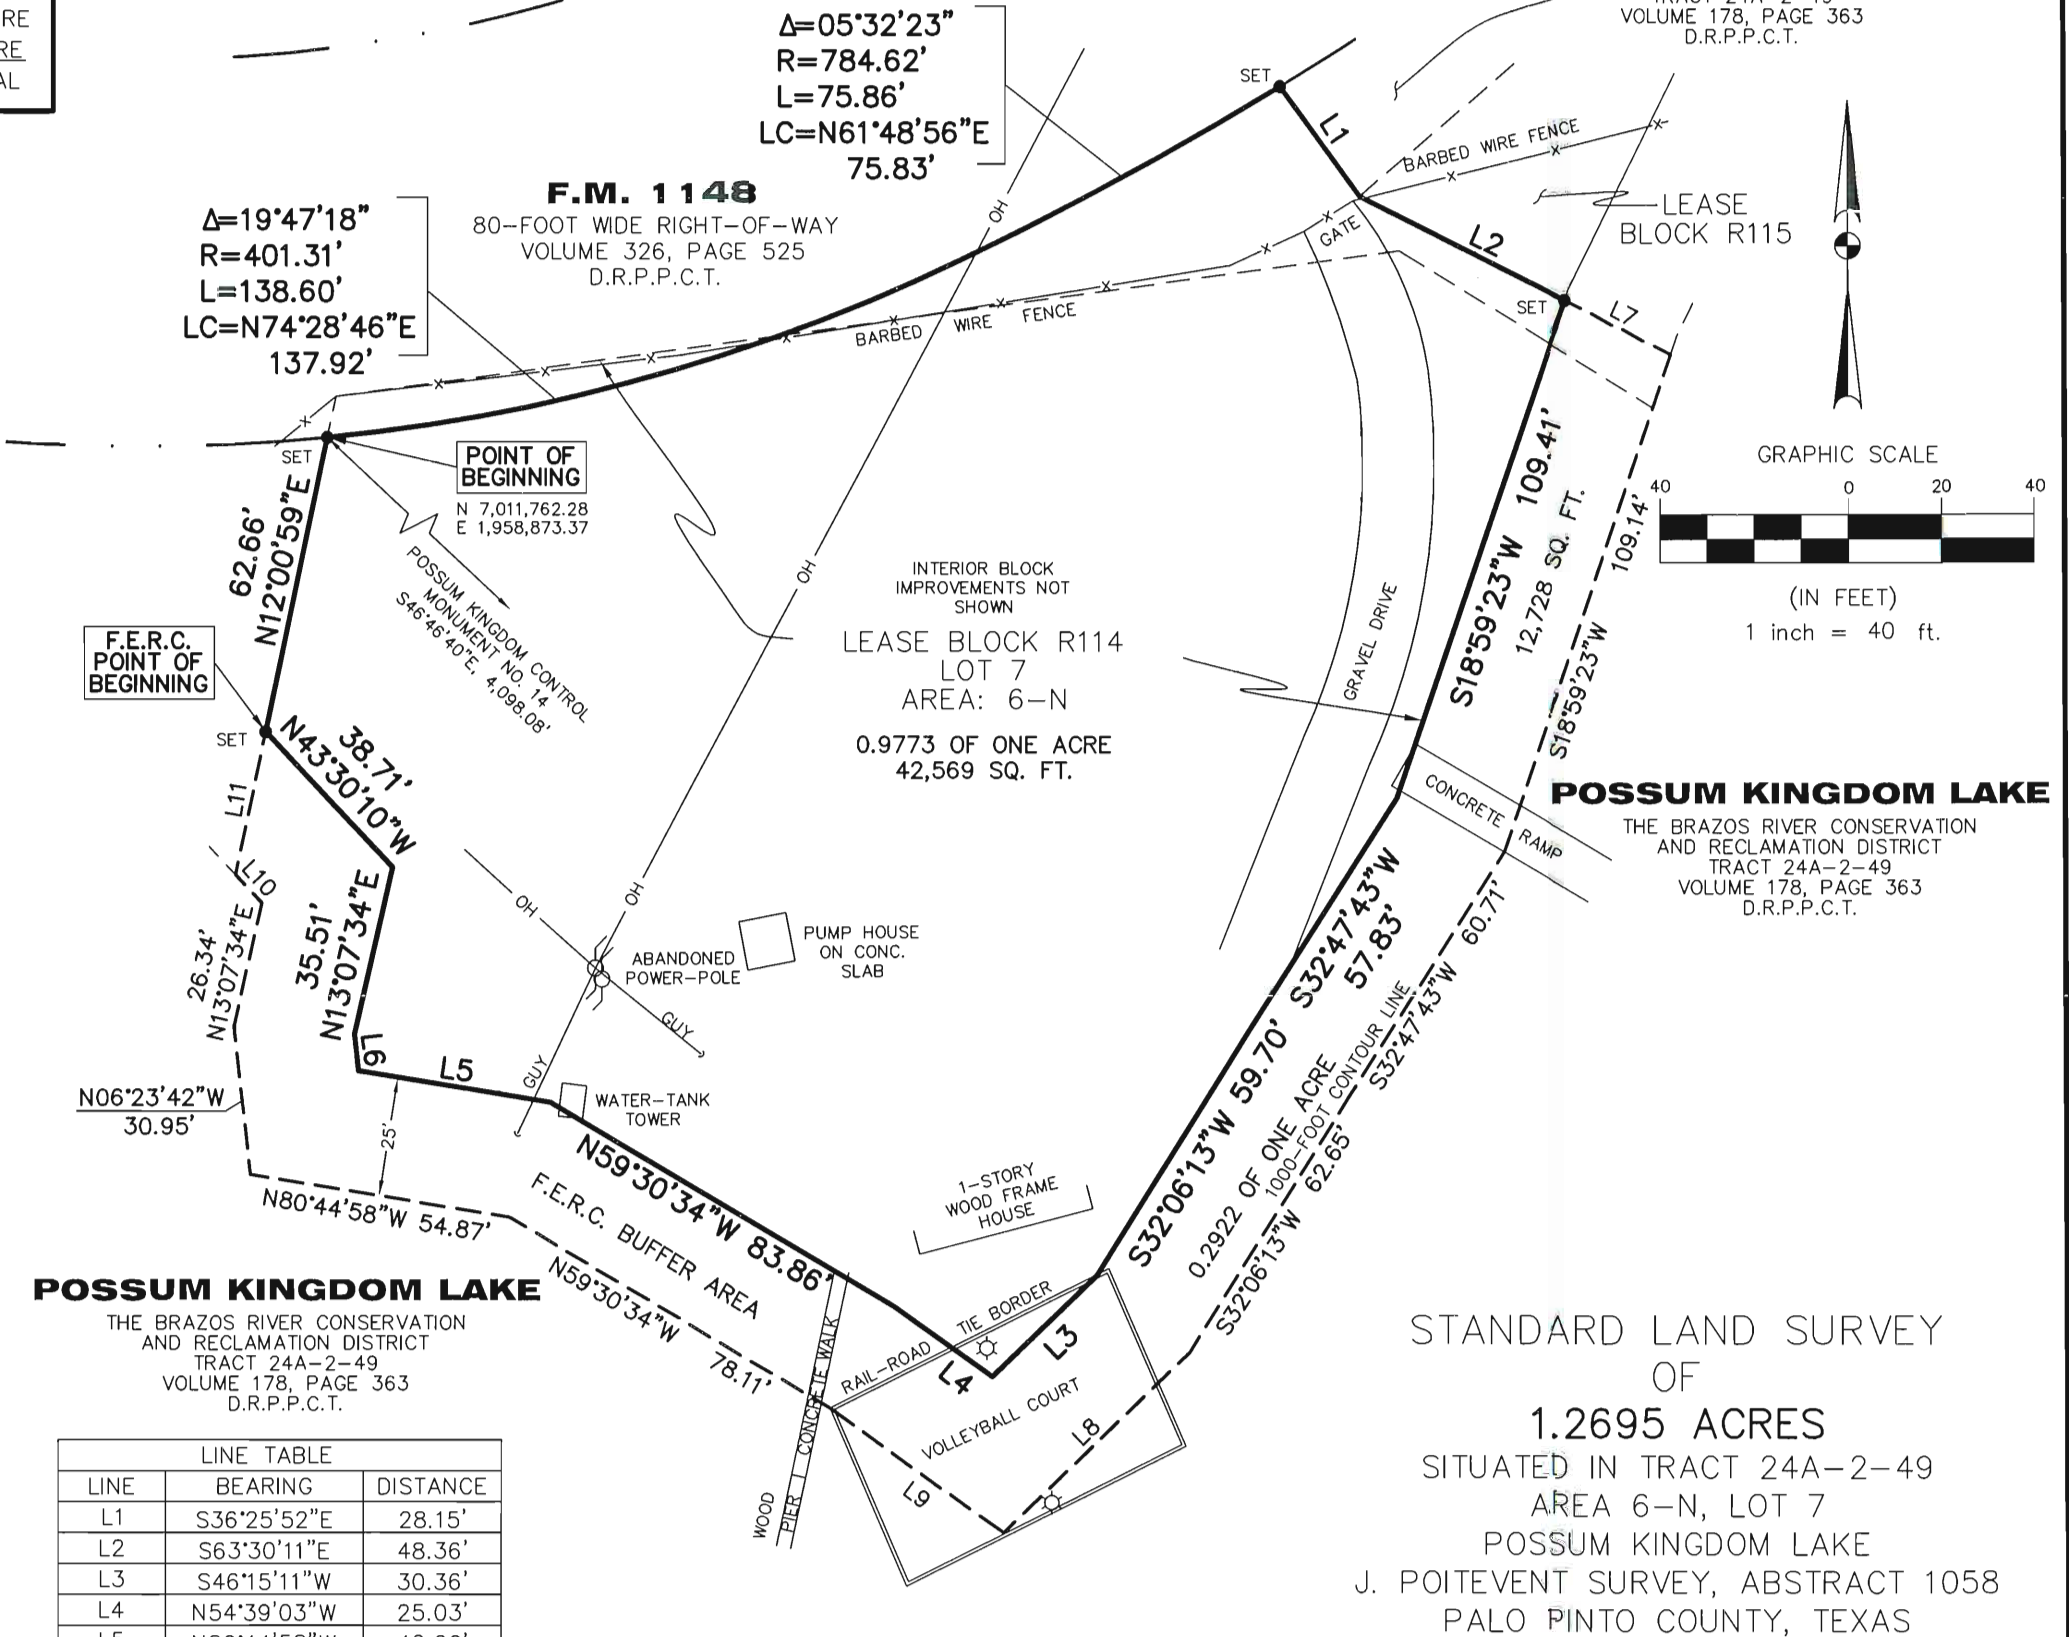 RE
RE
AL
Δ=05°32'23"
R=784.62'
L=75.86'
LC=N61°48'56"E
75.83'
VOLUME 178, PAGE 363
D.R.P.P.C.T.
SET
L1
BARBED WIRE FENCE
LEASE
BLOCK R115
F.M. 1148
80-FOOT WIDE RIGHT-OF-WAY
VOLUME 326, PAGE 525
D.R.P.P.C.T.
Δ=19°47'18"
R=401.31'
L=138.60'
LC=N74°28'46"E
137.92'
OH
GATE
L2
SET
L7
BARBED WIRE FENCE
SET
POINT OF
BEGINNING
N 7,011,762.28
E 1,958,873.37
62.66'
N12°00'59"E
POSSUM KINGDOM CONTROL
MONUMENT NO. 14
S46°46'40"E, 4,098.08'
OH
INTERIOR BLOCK
IMPROVEMENTS NOT
SHOWN
LEASE BLOCK R114
LOT 7
AREA: 6-N
0.9773 OF ONE ACRE
42,569 SQ. FT.
GRAVEL DRIVE
S18°59'23"W 109.41'
12,728 SQ. FT.
S18°59'23"W 109.14'
GRAPHIC SCALE
40 0 20 40
(IN FEET)
1 inch = 40 ft.
F.E.R.C.
POINT OF
BEGINNING
SET
38.71'
N43°30'10"W
L11
L10
26.34'
N13°07'34"E
35.51'
N13°07'34"E
L6
L5
N06°23'42"W
30.95'
25'
N80°44'58"W 54.87'
OH
OH
ABANDONED
POWER-POLE
GUY
GUY
PUMP HOUSE
ON CONC.
SLAB
WATER-TANK
TOWER
CONCRETE RAMP
POSSUM KINGDOM LAKE
THE BRAZOS RIVER CONSERVATION
AND RECLAMATION DISTRICT
TRACT 24A-2-49
VOLUME 178, PAGE 363
D.R.P.P.C.T.
S32°47'43"W
57.83'
S32°47'43"W 60.71'
S32°06'13"W 59.70'
0.2922 OF ONE ACRE
1000-FOOT CONTOUR LINE
S32°06'13"W 62.65'
N59°30'34"W 83.86'
F.E.R.C. BUFFER AREA
N59°30'34"W 78.11'
1-STORY
WOOD FRAME
HOUSE
RAIL-ROAD TIE BORDER
L3
L4
VOLLEYBALL COURT
L8
L9
WOOD
PIER
CONCRETE WALK
POSSUM KINGDOM LAKE
THE BRAZOS RIVER CONSERVATION
AND RECLAMATION DISTRICT
TRACT 24A-2-49
VOLUME 178, PAGE 363
D.R.P.P.C.T.
LINE TABLE
LINE BEARING DISTANCE
L1 S36°25'52"E 28.15'
L2 S63°30'11"E 48.36'
L3 S46°15'11"W 30.36'
L4 N54°39'03"W 25.03'
STANDARD LAND SURVEY
OF
1.2695 ACRES
SITUATED IN TRACT 24A-2-49
AREA 6-N, LOT 7
POSSUM KINGDOM LAKE
J. POITEVENT SURVEY, ABSTRACT 1058
PALO PINTO COUNTY, TEXAS